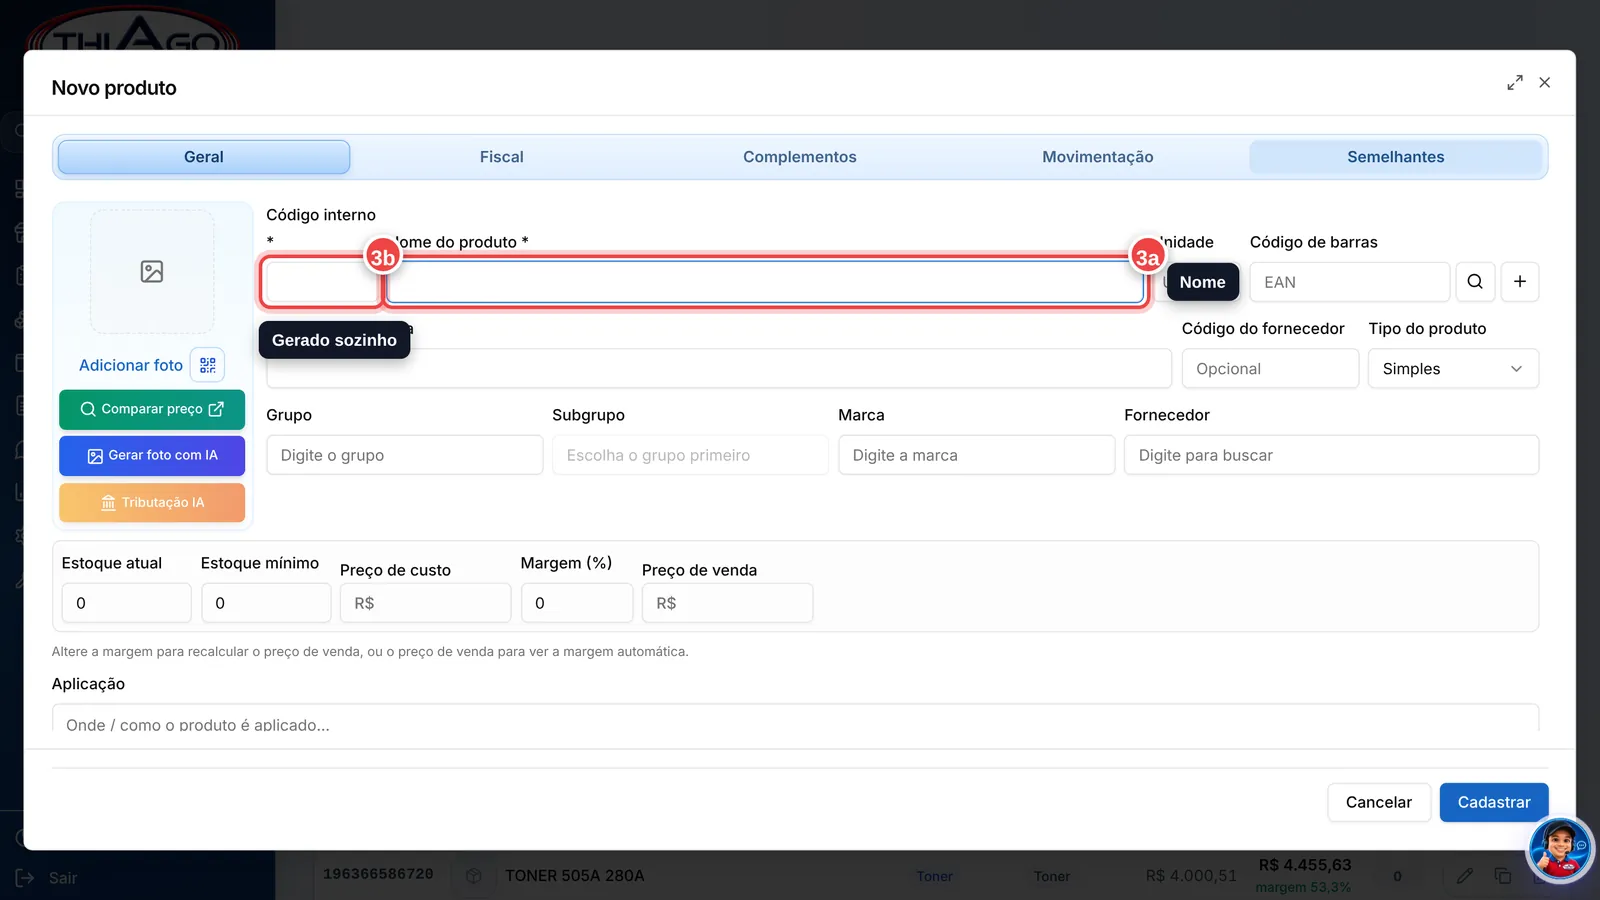 THIAGO
Novo produto
Geral
Fiscal
Complementos
Movimentação
Semelhantes
Código interno
*
ome do produto *
nidade
Código de barras
3b
3a
Nome
EAN
Gerado sozinho
a
Código do fornecedor
Tipo do produto
Opcional
Simples
Adicionar foto
Comparar preço
Gerar foto com IA
Tributação IA
Grupo
Subgrupo
Marca
Fornecedor
Digite o grupo
Escolha o grupo primeiro
Digite a marca
Digite para buscar
Estoque atual
Estoque mínimo
Preço de custo
Margem (%)
Preço de venda
0
0
R$
0
R$
Altere a margem para recalcular o preço de venda, ou o preço de venda para ver a margem automática.
Aplicação
Onde / como o produto é aplicado...
Cancelar
Cadastrar
Sair
196366586720
TONER 505A 280A
Toner
Toner
R$ 4.000,51
R$ 4.455,63
margem 53,3%
0